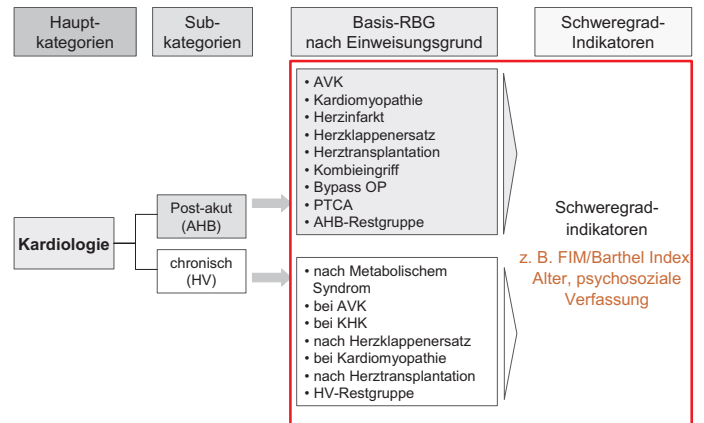 Haupt-
kategorien
Sub-
kategorien
Basis-RBG
nach Einweisungsgrund
Schweregrad-
Indikatoren
Kardiologie
Post-akut
(AHB)
• AVK
• Kardiomyopathie
• Herzinfarkt
• Herzklappenersatz
• Herztransplantation
• Kombieingriff
• Bypass OP
• PTCA
• AHB-Restgruppe
chronisch
(HV)
• nach Metabolischem
Syndrom
• bei AVK
• bei KHK
• nach Herzklappenersatz
• bei Kardiomyopathie
• nach Herztransplantation
• HV-Restgruppe
Schweregrad-
indikatoren
z. B. FIM/Barthel Index
Alter, psychosoziale
Verfassung